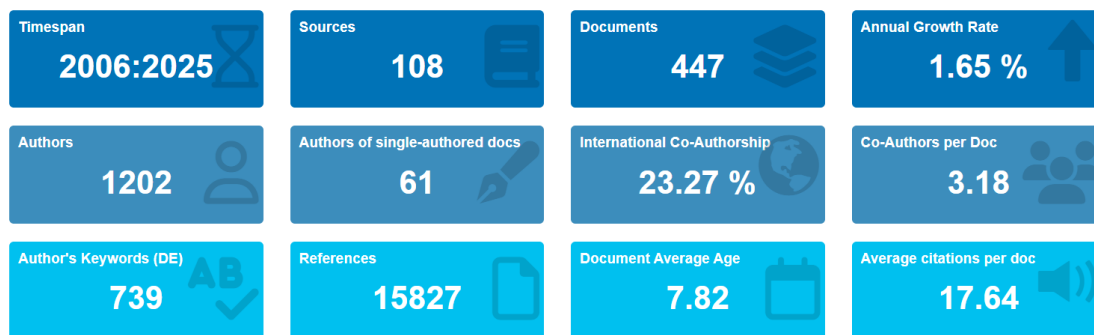 Timespan
2006:2025
Sources
108
Documents
447
Annual Growth Rate
1.65 %
Authors
1202
Authors of single-authored docs
61
International Co-Authorship
23.27 %
Co-Authors per Doc
3.18
Author's Keywords (DE)
739
AB
References
15827
Document Average Age
7.82
Average citations per doc
17.64